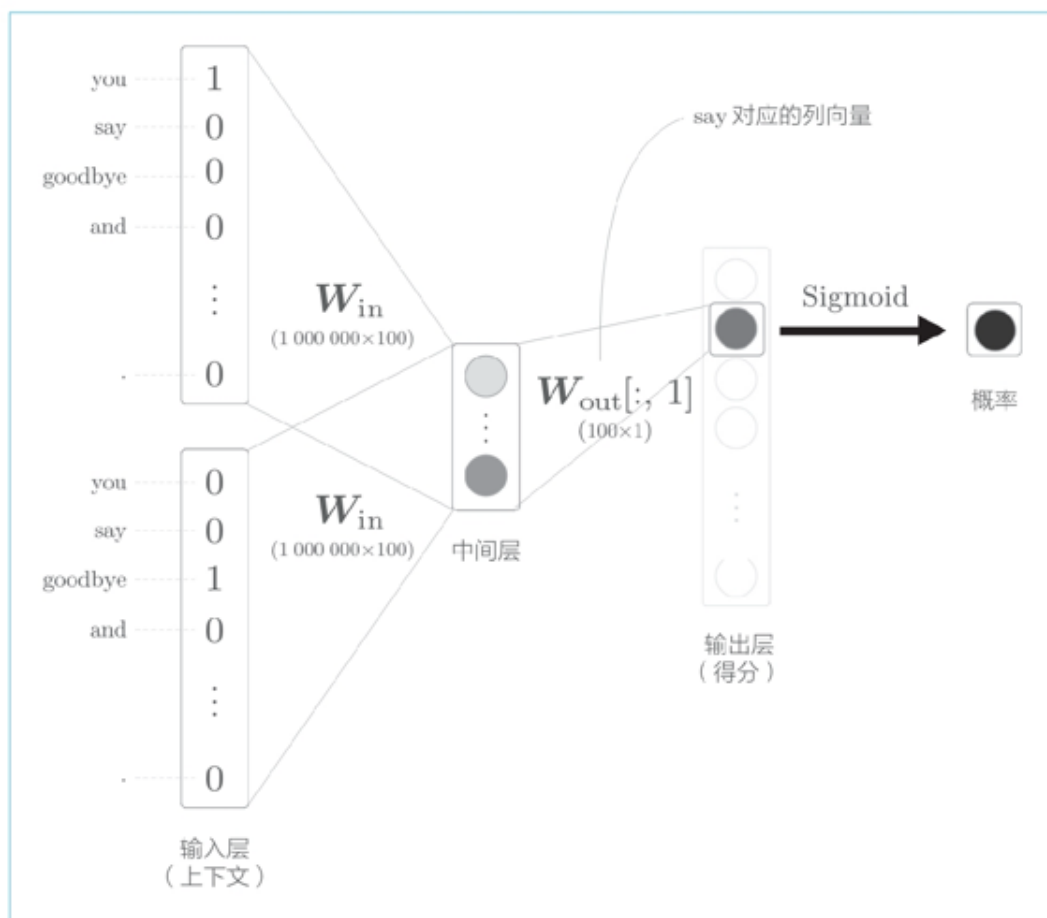 you 1
say 0
goodbye 0
and 0
⋮
. 0
W_in
(1 000 000×100)
you 0
say 0
goodbye 1
and 0
⋮
. 0
W_in
(1 000 000×100)
输入层
（上下文）
⋮
中间层
say 对应的列向量
W_out[:, 1]
(100×1)
⋮
输出层
（得分）
Sigmoid
概率